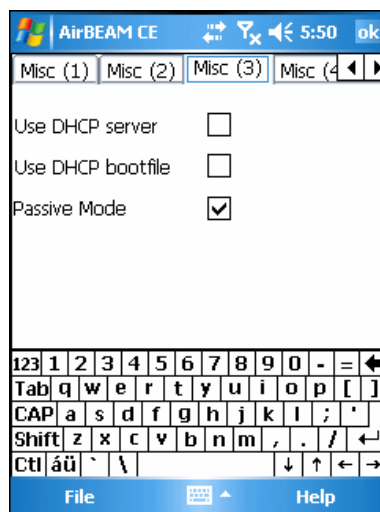 AirBEAM CE 5:50 ok
Misc (1) Misc (2) Misc (3) Misc (4
Use DHCP server
Use DHCP bootfile
Passive Mode
123 1 2 3 4 5 6 7 8 9 0 - =
Tab q w e r t y u i o p [ ]
CAP a s d f g h j k l ; '
Shift z x c v b n m , . /
Ctl áü ` \
File Help